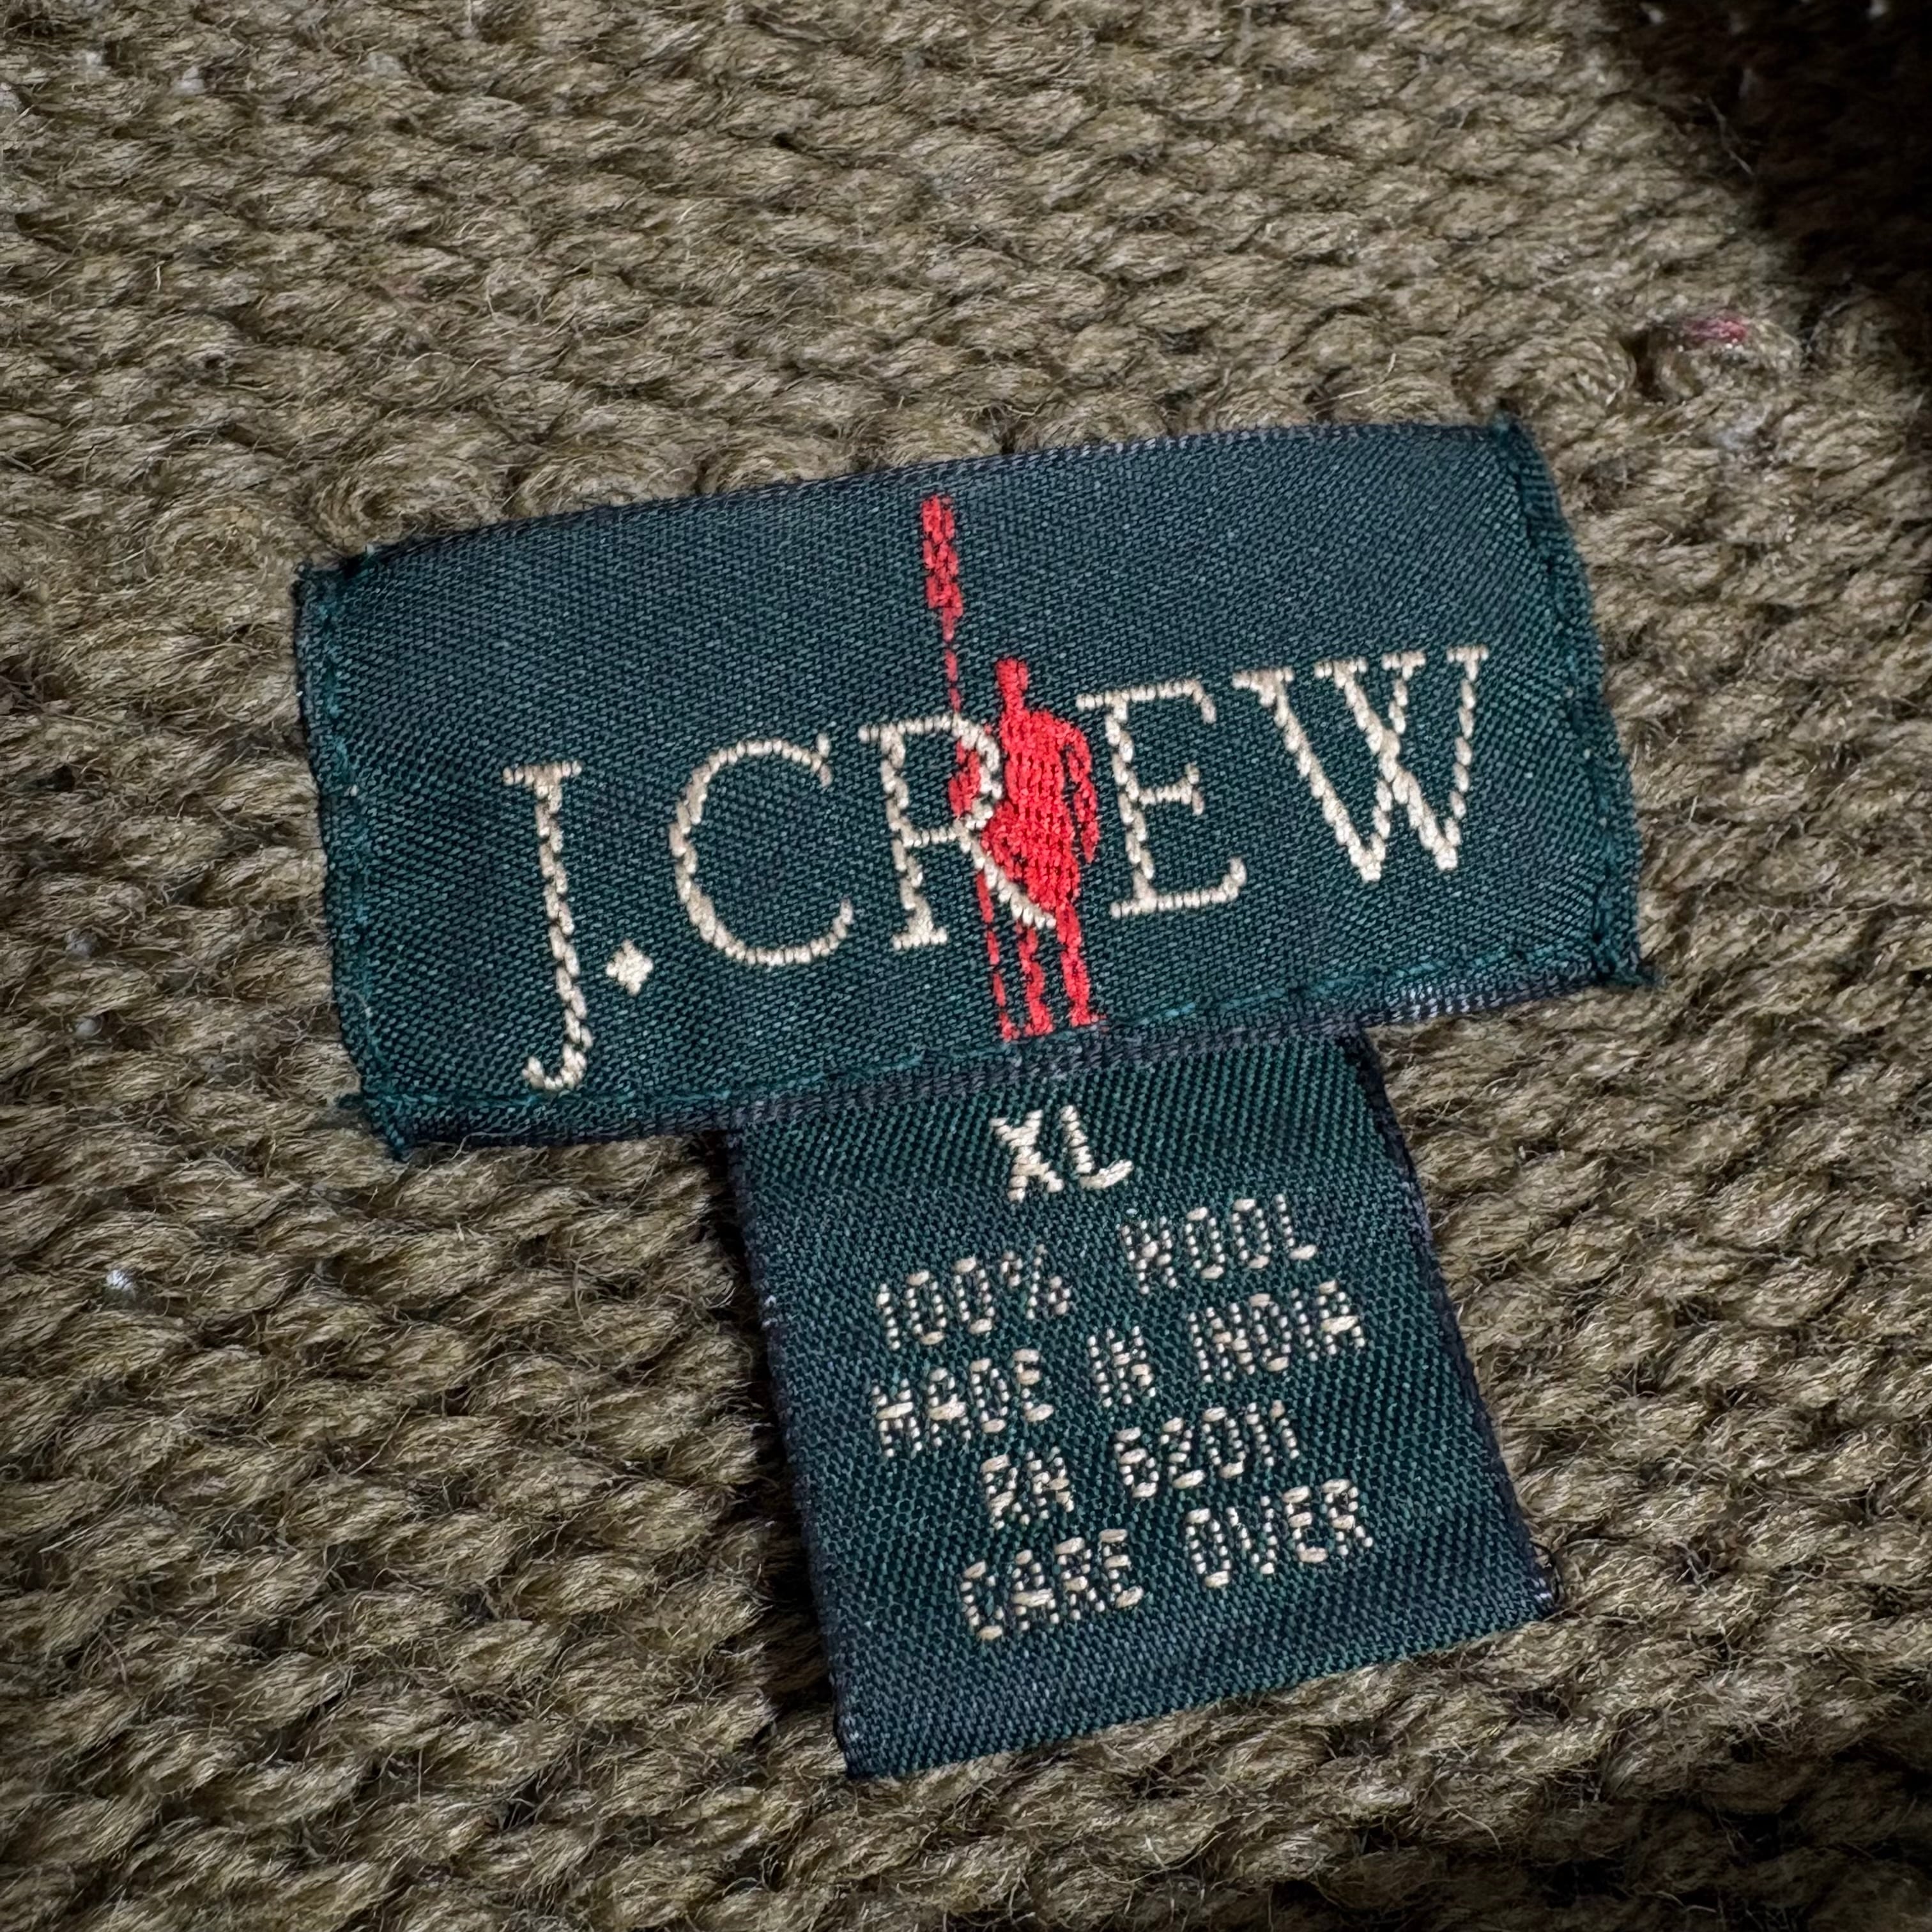 J.CREW
XL
100% WOOL
MADE IN INDIA
RN 62011
CARE OVER